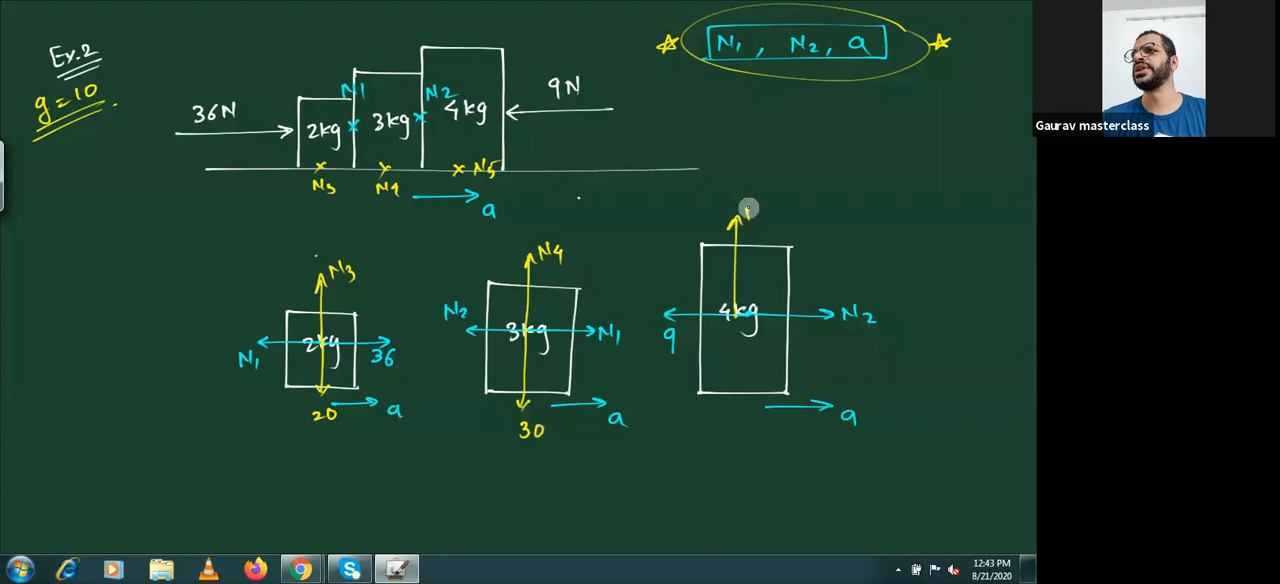 Ex.2
g = 10
36N
N1
N2
2kg
3kg
4kg
9N
N3
N4
N5
a
N1 , N2, a
N3
N1
2kg
36
20
a
N4
N2
3kg
N1
30
a
4kg
9
N2
a
Gaurav masterclass
12:43 PM
8/21/2020